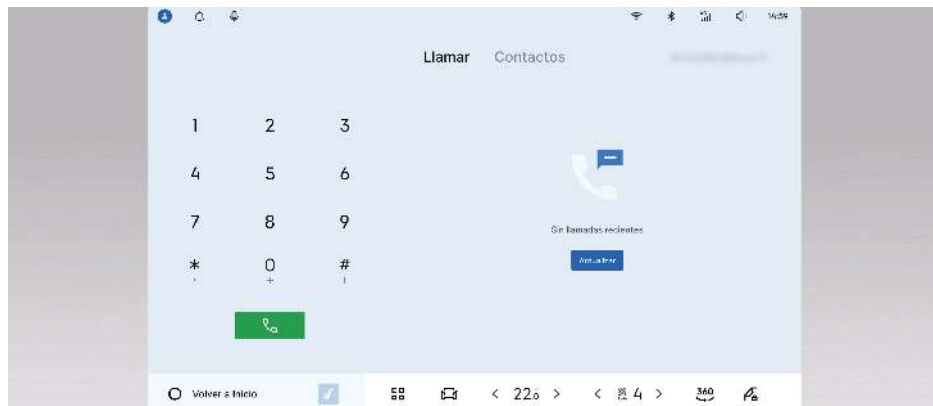 14:39
Llamar Contactos
1 2 3
4 5 6
7 8 9
* 0 #
+
Sin llamadas recientes
Actualizar
Volver a Inicio
< 22.0 > < 4 >
360